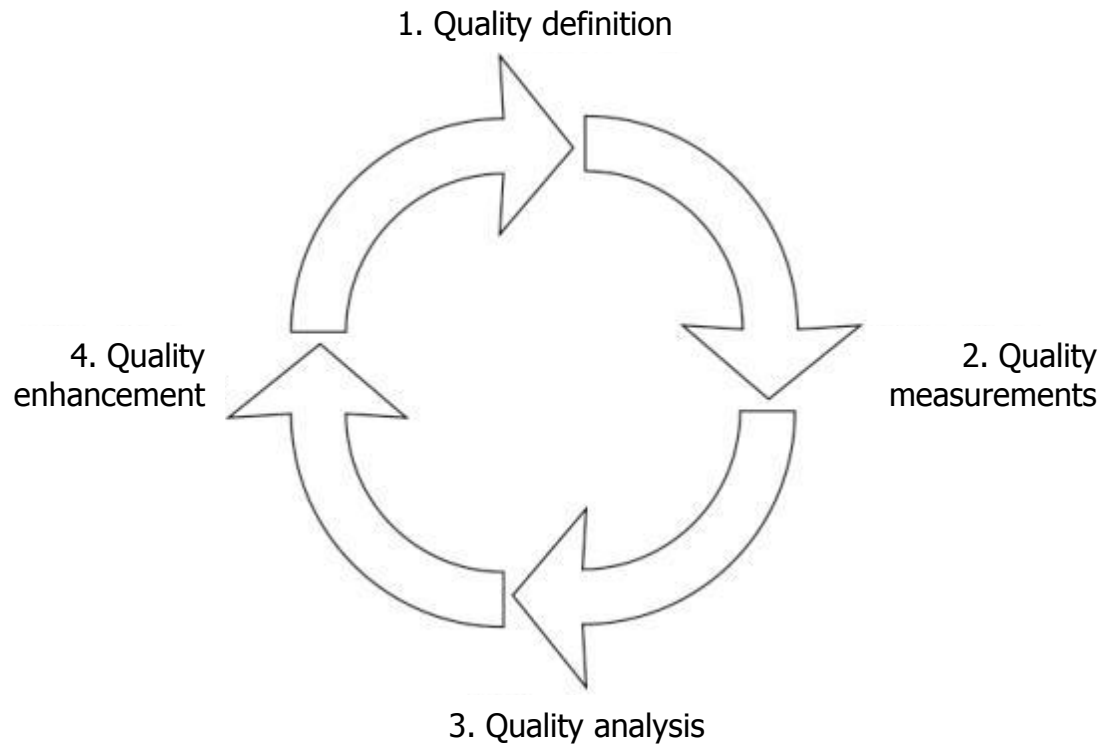 1. Quality definition
4. Quality
enhancement
2. Quality
measurements
3. Quality analysis